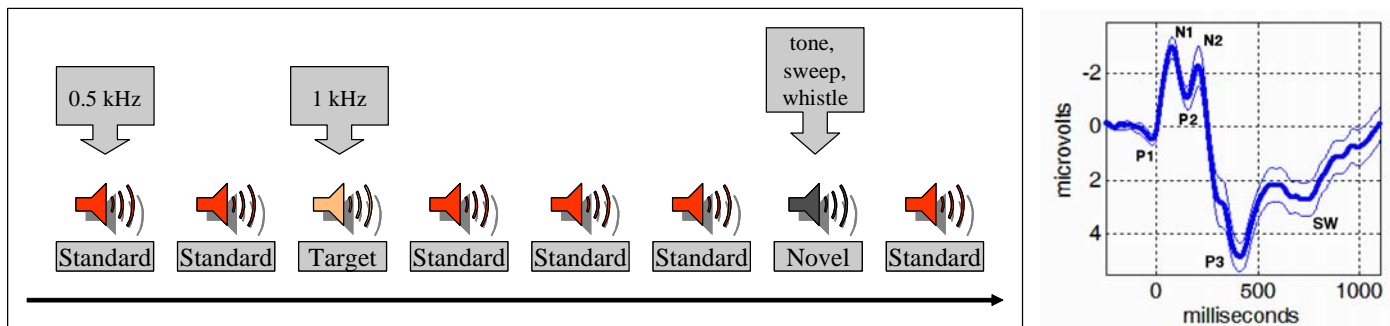 0.5 kHz
1 kHz
tone,
sweep,
whistle
Standard
Standard
Target
Standard
Standard
Standard
Novel
Standard
N1
N2
P2
P1
P3
SW
-2
0
2
4
microvolts
0
500
1000
milliseconds